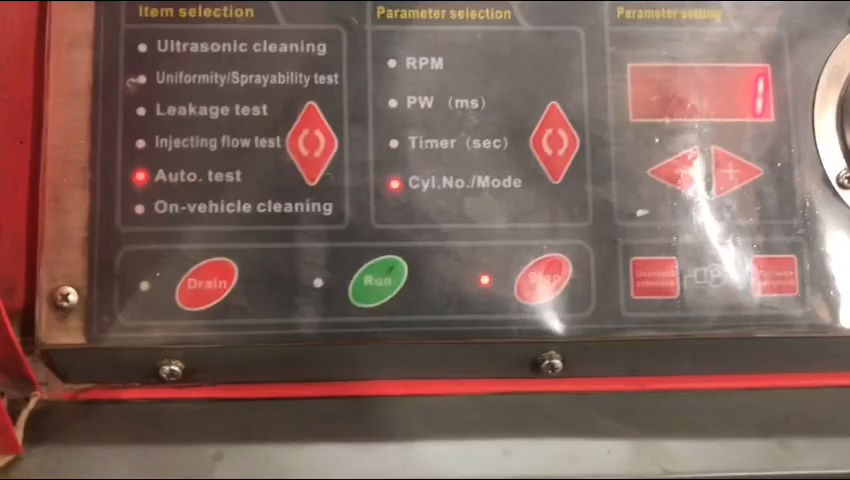 Item selection
Parameter selection
Parameter setting
Ultrasonic cleaning
Uniformity/Sprayability test
Leakage test
Injecting flow test
Auto. test
On-vehicle cleaning
RPM
PW (ms)
Timer (sec)
Cyl.No./Mode
1
+
Drain
Run
Stop